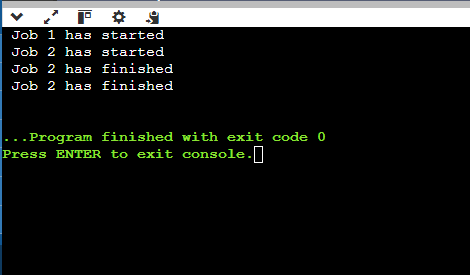 Job 1 has started
Job 2 has started
Job 2 has finished
Job 2 has finished
...Program finished with exit code 0
Press ENTER to exit console.